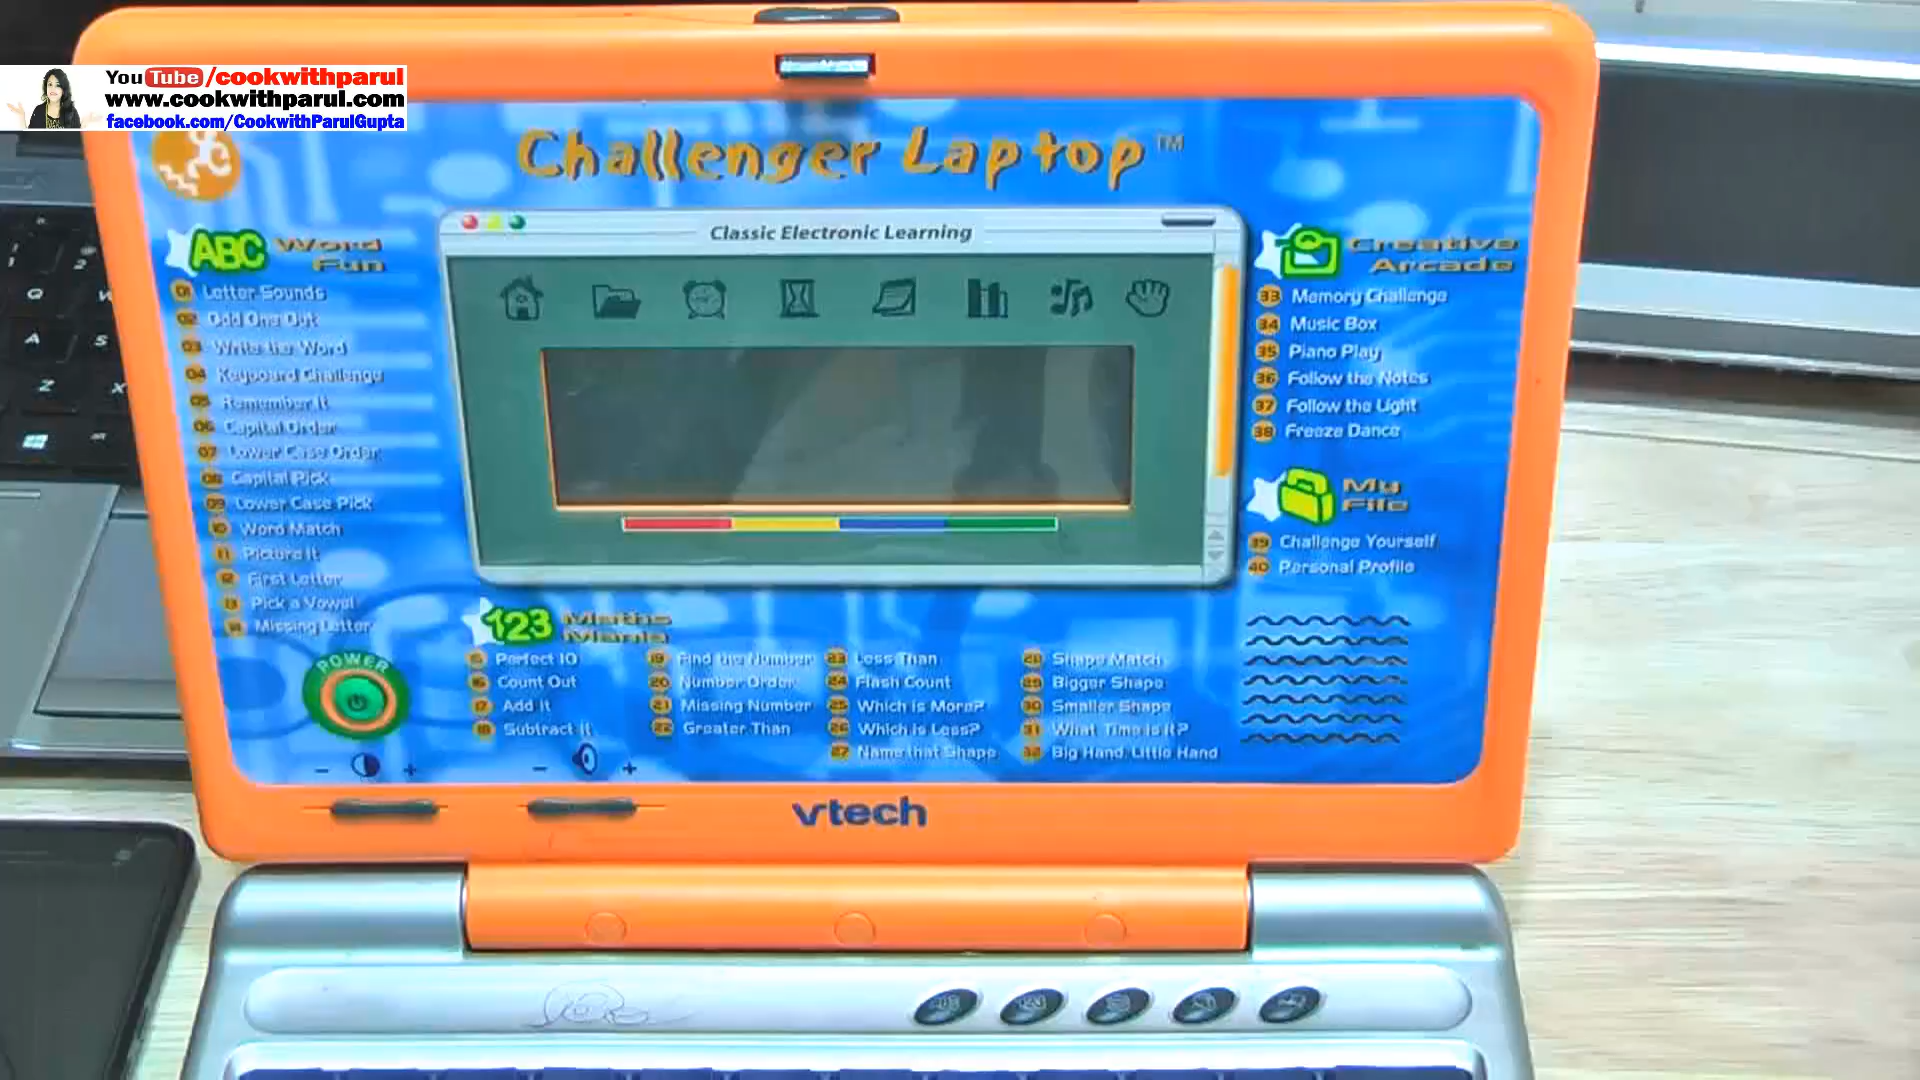 YouTube/cookwithparul
www.cookwithparul.com
facebook.com/CookwithParulGupta
Challenger Laptop™
Classic Electronic Learning
ABC Word
Fun
01 Letter Sounds
02 Odd One Out
03 Write the Word
04 Keyboard Challenge
05 Remember It
06 Capital Order
07 Lower Case Order
08 Capital Pick
09 Lower Case Pick
10 Word Match
11 Picture It
12 First Letter
13 Pick a Vowel
14 Missing Letter
POWER
123 Maths
Mania
15 Perfect 10
16 Count Out
17 Add It
18 Subtract It
19 Find the Number
20 Number Order
21 Missing Number
22 Greater Than
23 Less Than
24 Flash Count
25 Which is More?
26 Which is Less?
27 Name that Shape
28 Shape Match
29 Bigger Shape
30 Smaller Shape
31 What Time is it?
32 Big Hand, Little Hand
Creative
Arcade
33 Memory Challenge
34 Music Box
35 Piano Play
36 Follow the Notes
37 Follow the Light
38 Freeze Dance
My
File
39 Challenge Yourself
40 Personal Profile
- + - +
vtech
1 2
Q W
A S
Z X